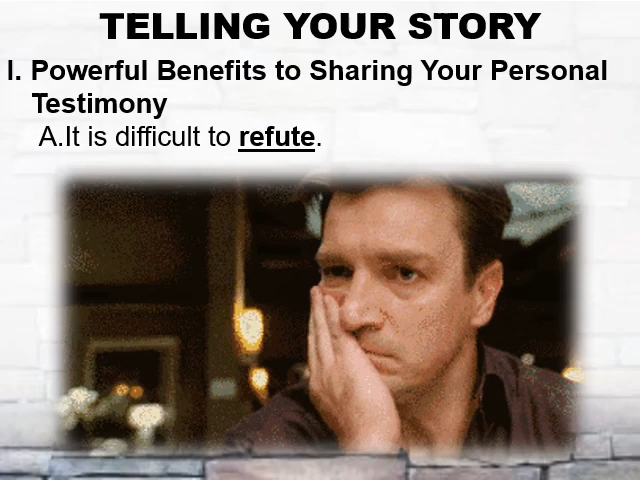 TELLING YOUR STORY
I. Powerful Benefits to Sharing Your Personal
Testimony
A.It is difficult to refute.